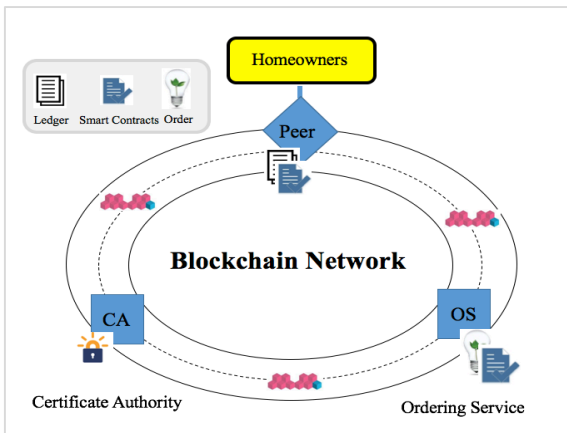 Homeowners
Ledger
Smart Contracts
Order
Peer
Blockchain Network
CA
OS
Certificate Authority
Ordering Service